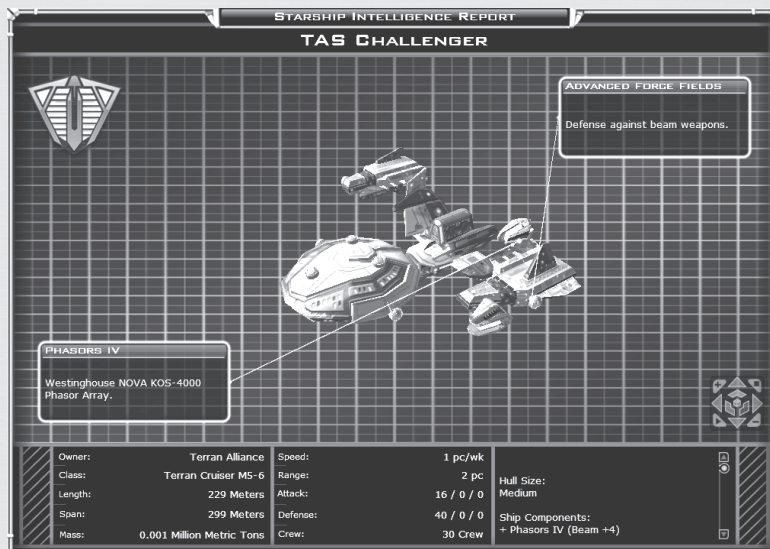 Starship Intelligence Report
TAS Challenger
Advanced Force Fields
Defense against beam weapons.
Phasors IV
Westinghouse NOVA KOS-4000
Phasor Array.
Owner: Terran Alliance
Class: Terran Cruiser M5-6
Length: 229 Meters
Span: 299 Meters
Mass: 0.001 Million Metric Tons
Speed: 1 pc/wk
Range: 2 pc
Attack: 16 / 0 / 0
Defense: 40 / 0 / 0
Crew: 30 Crew
Hull Size:
Medium
Ship Components:
+ Phasors IV (Beam +4)